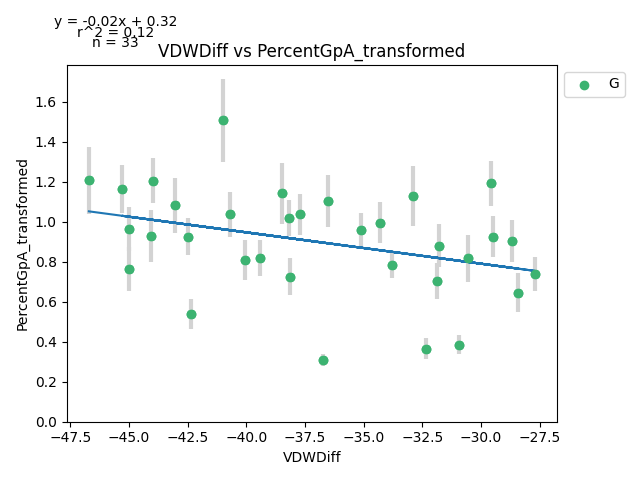 y = -0.02x + 0.32
r^2 = 0.12
n = 33
VDWDiff vs PercentGpA_transformed
G
PercentGpA_transformed
1.6
1.4
1.2
1.0
0.8
0.6
0.4
0.2
0.0
−47.5 −45.0 −42.5 −40.0 −37.5 −35.0 −32.5 −30.0 −27.5
VDWDiff